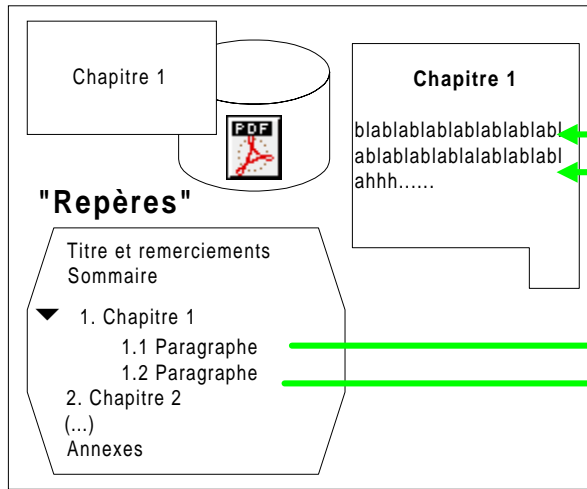 Chapitre 1
PDF
Chapitre 1
blablablablablablablabl
ablablablablalablablabl
ahhh......
"Repères"
Titre et remerciements
Sommaire
1. Chapitre 1
1.1 Paragraphe
1.2 Paragraphe
2. Chapitre 2
(...)
Annexes